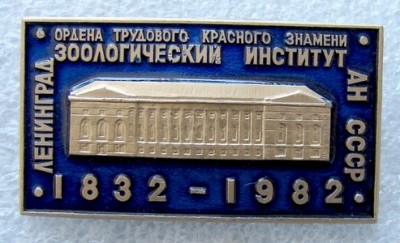 ОРДЕНА ТРУДОВОГО КРАСНОГО ЗНАМЕНИ
ЗООЛОГИЧЕСКИЙ ИНСТИТУТ
ЛЕНИНГРАД
АН СССР
1832-1982